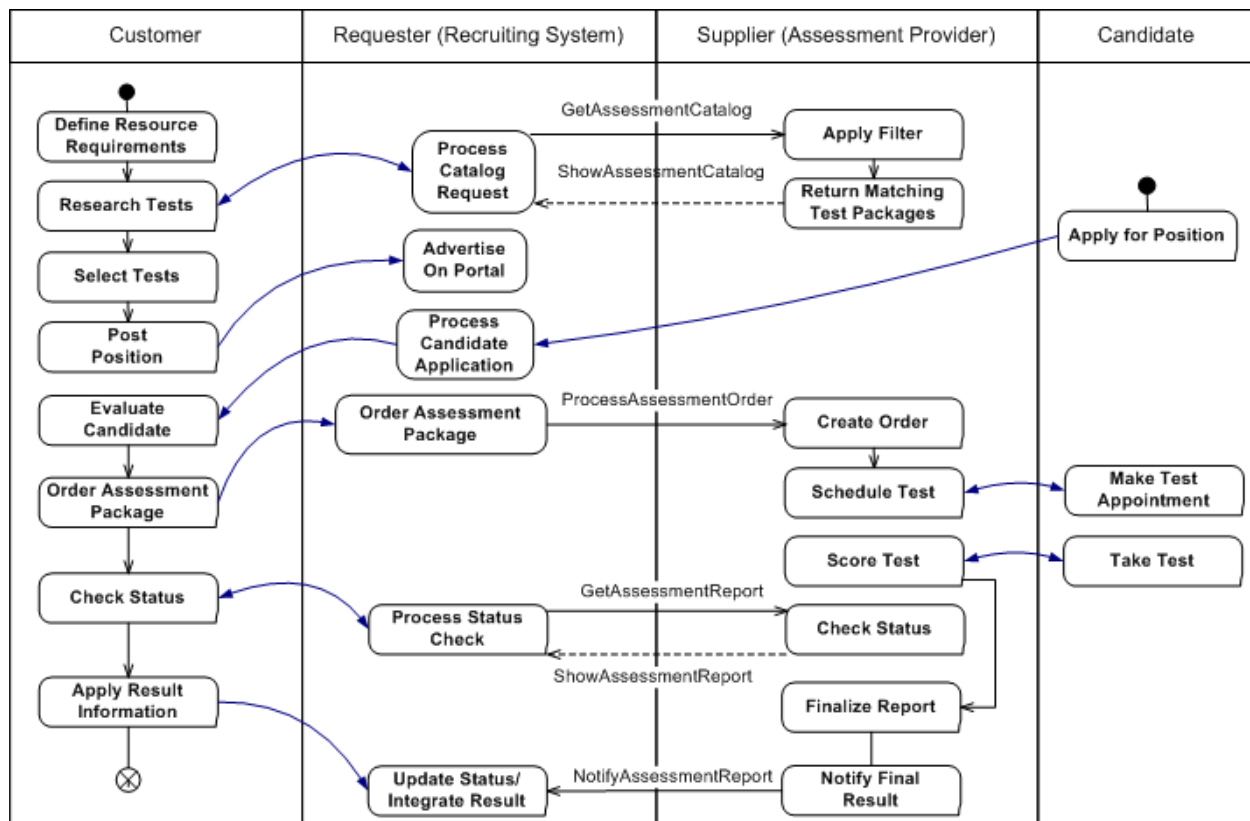 Customer
Requester (Recruiting System)
Supplier (Assessment Provider)
Candidate
Define Resource
Requirements
Research Tests
Select Tests
Post
Position
Evaluate
Candidate
Order Assessment
Package
Check Status
Apply Result
Information
Process
Catalog
Request
Advertise
On Portal
Process
Candidate
Application
Order Assessment
Package
Process Status
Check
Update Status/
Integrate Result
GetAssessmentCatalog
ShowAssessmentCatalog
ProcessAssessmentOrder
GetAssessmentReport
ShowAssessmentReport
NotifyAssessmentReport
Apply Filter
Return Matching
Test Packages
Create Order
Schedule Test
Score Test
Check Status
Finalize Report
Notify Final
Result
Apply for Position
Make Test
Appointment
Take Test